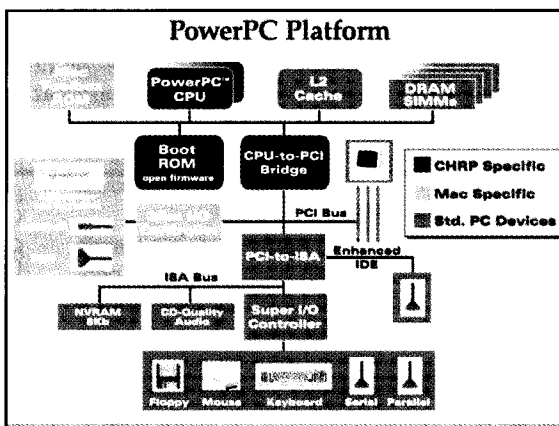 PowerPC Platform
PowerPC™
CPU
L2
Cache
DRAM
SIMMs
Boot
ROM
open firmware
CPU-to-PCI
Bridge
CHRP Specific
Mac Specific
Std. PC Devices
PCI Bus
PCI-to-ISA
Enhanced
IDE
ISA Bus
NVRAM
8Kb
CD-Quality
Audio
Super I/O
Controller
Floppy
Mouse
Keyboard
Serial
Parallel